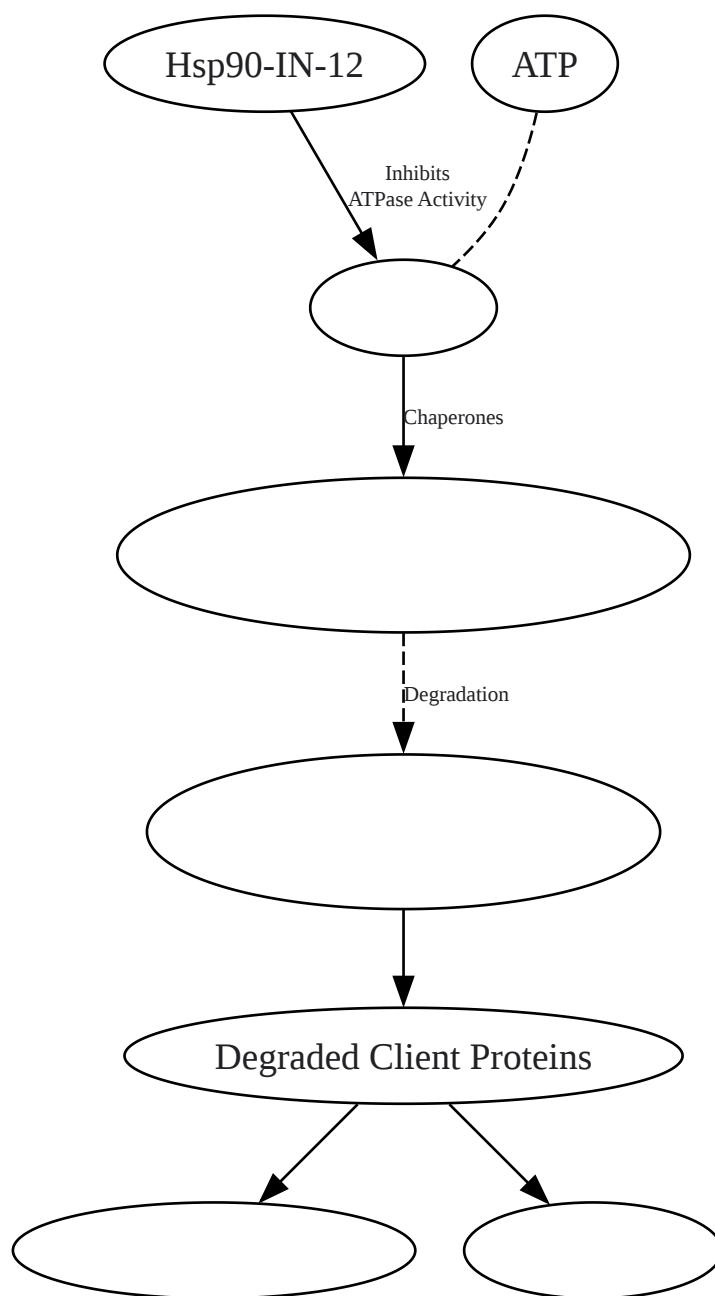 Hsp90-IN-12
ATP
Inhibits
ATPase Activity
Chaperones
Degradation
Degraded Client Proteins